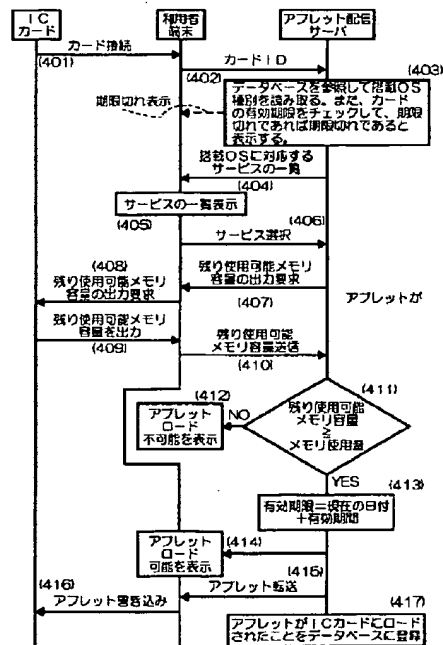 ICカード
利用者端末
アプレット配信サーバ
カード接続
(401)
カードID
(402)
(403)
データベースを参照して搭載OS
種別を読み取る。また、カード
の有効期限をチェックして、期限
切れであれば期限切れであると
表示する。
期限切れ表示
搭載OSに対応する
サービスの一覧
(404)
サービスの一覧表示
(405)
(406)
サービス選択
(408)
残り使用可能メモリ
容量の出力要求
残り使用可能メモリ
容量の出力要求
(407)
アプレットが
残り使用可能メモリ
容量を出力
(409)
残り使用可能
メモリ容量送信
(410)
(411)
残り使用可能
メモリ容量
≧
メモリ使用量
(412)
NO
アプレット
ロード
不可能を表示
YES
(413)
有効期限=現在の日付
+有効期間
アプレット
ロード
可能を表示
(414)
(415)
アプレット転送
(416)
アプレット書き込み
(417)
アプレットがICカードにロード
されたことをデータベースに登録